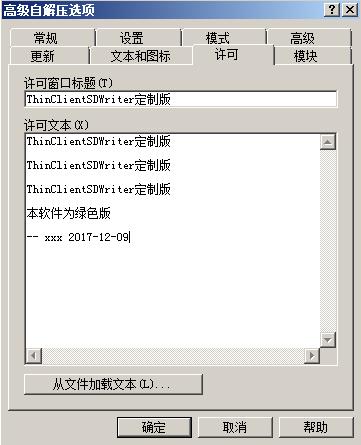 高级自解压选项
常规 设置 模式 高级
更新 文本和图标 许可 模块
许可窗口标题(T)
ThinClientSDWriter定制版
许可文本(X)
ThinClientSDWriter定制版
ThinClientSDWriter定制版
ThinClientSDWriter定制版
本软件为绿色版
-- xxx 2017-12-09
从文件加载文本(L)...
确定 取消 帮助